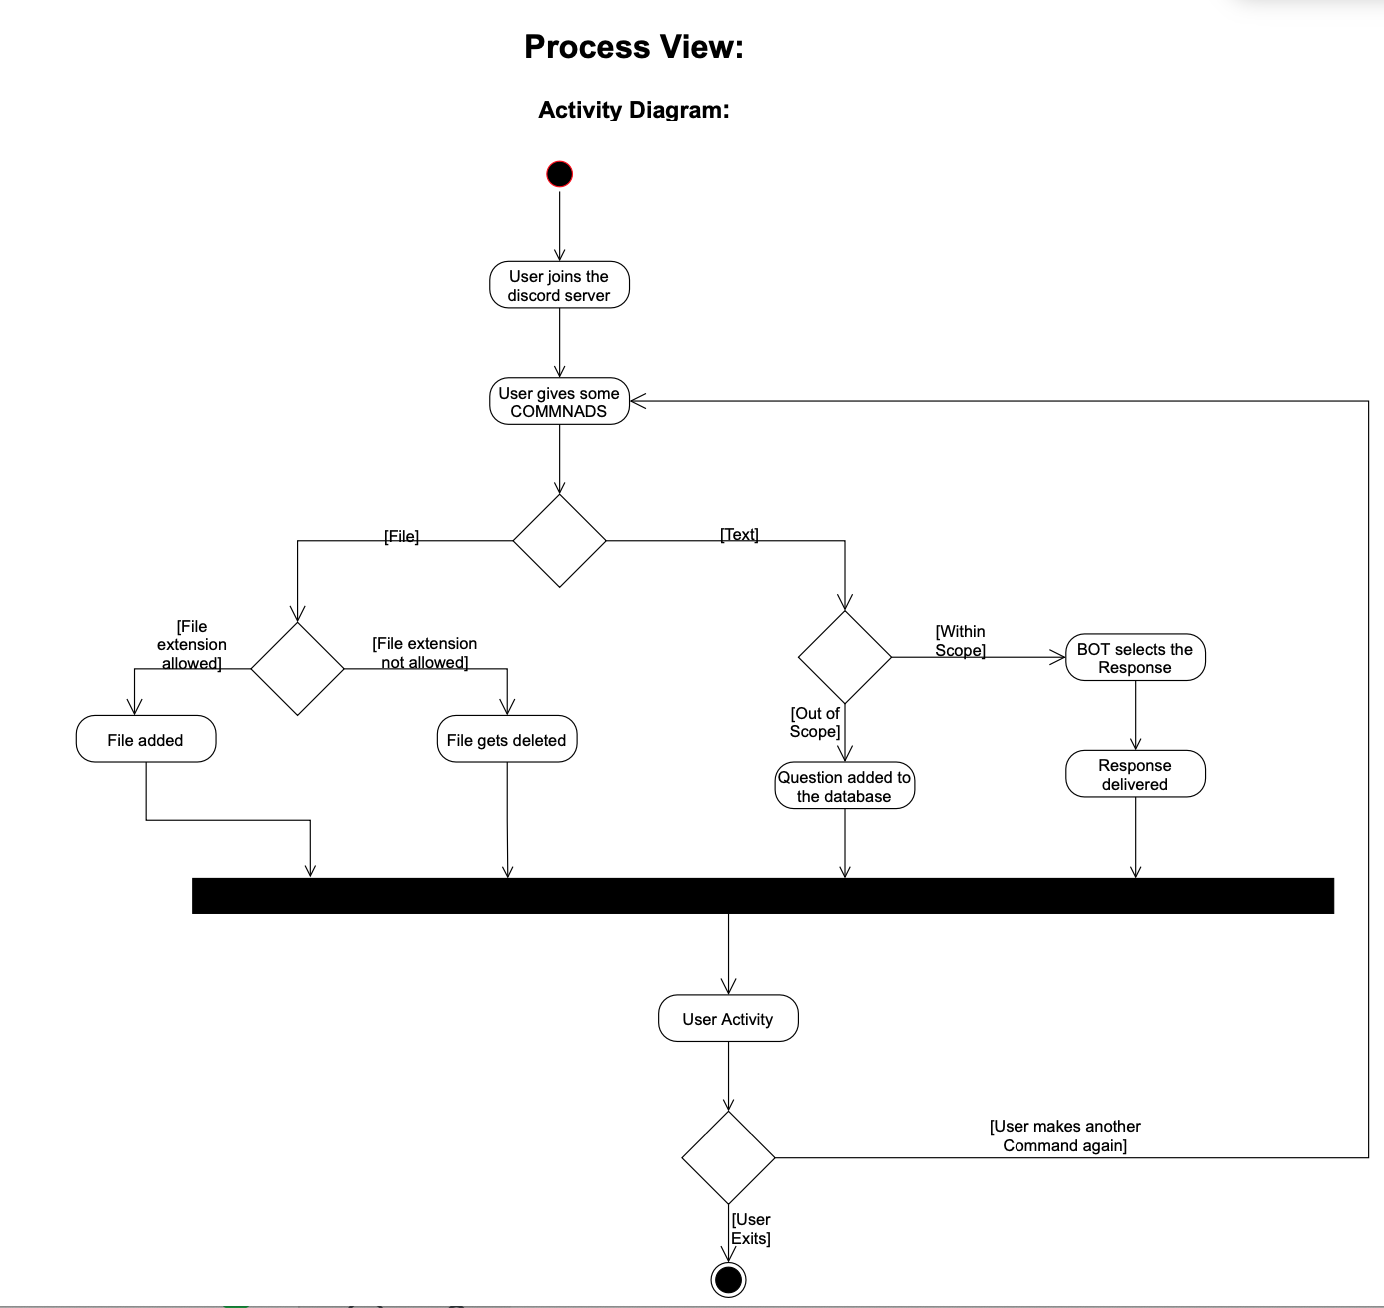 Process View:
Activity Diagram:
User joins the
discord server
User gives some
COMMNADS
[File]
[Text]
[File
extension
allowed]
[File extension
not allowed]
[Within
Scope]
BOT selects the
Response
[Out of
Scope]
File added
File gets deleted
Question added to
the database
Response
delivered
User Activity
[User makes another
Command again]
[User
Exits]